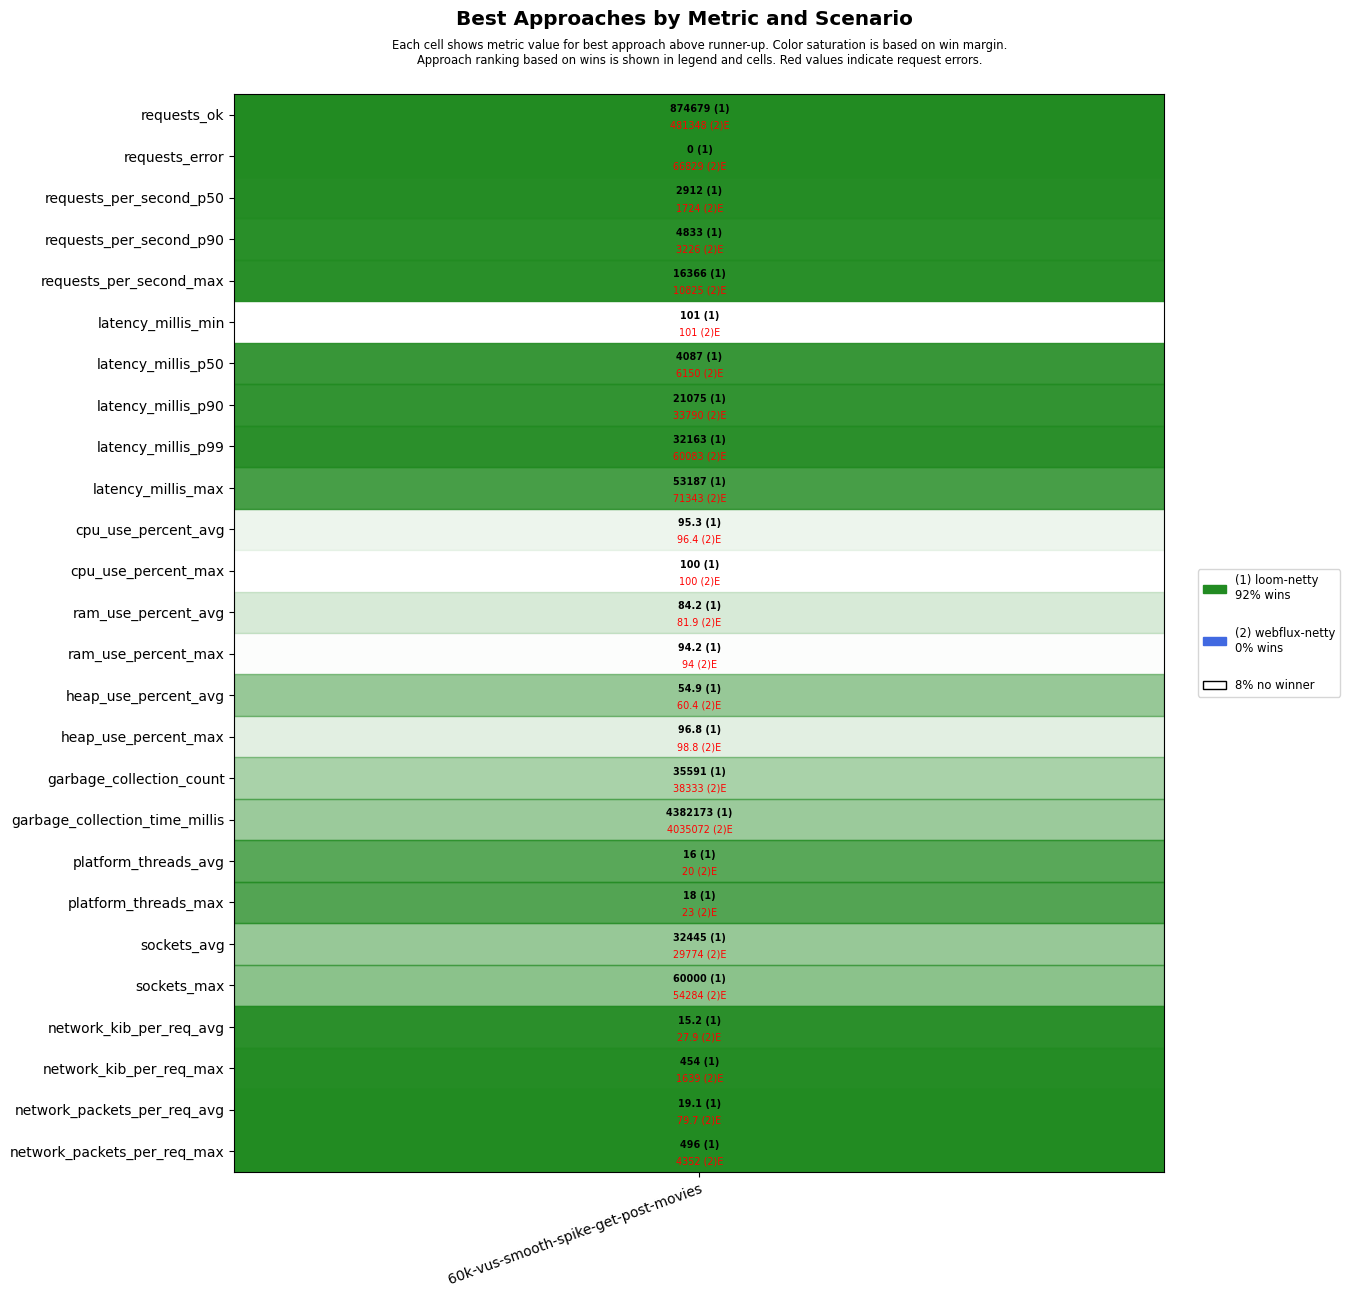 Best Approaches by Metric and Scenario
Each cell shows metric value for best approach above runner-up. Color saturation is based on win margin.
Approach ranking based on wins is shown in legend and cells. Red values indicate request errors.
requests_ok
874679 (1)
481348 (2)E
requests_error
0 (1)
66829 (2)E
requests_per_second_p50
2912 (1)
1724 (2)E
requests_per_second_p90
4833 (1)
3226 (2)E
requests_per_second_max
16366 (1)
10825 (2)E
latency_millis_min
101 (1)
101 (2)E
latency_millis_p50
4087 (1)
6150 (2)E
latency_millis_p90
21075 (1)
33790 (2)E
latency_millis_p99
32163 (1)
60083 (2)E
latency_millis_max
53187 (1)
71343 (2)E
cpu_use_percent_avg
95.3 (1)
96.4 (2)E
cpu_use_percent_max
100 (1)
100 (2)E
ram_use_percent_avg
84.2 (1)
81.9 (2)E
ram_use_percent_max
94.2 (1)
94 (2)E
heap_use_percent_avg
54.9 (1)
60.4 (2)E
heap_use_percent_max
96.8 (1)
98.8 (2)E
garbage_collection_count
35591 (1)
38333 (2)E
garbage_collection_time_millis
4382173 (1)
4035072 (2)E
platform_threads_avg
16 (1)
20 (2)E
platform_threads_max
18 (1)
23 (2)E
sockets_avg
32445 (1)
29774 (2)E
sockets_max
60000 (1)
54284 (2)E
network_kib_per_req_avg
15.2 (1)
27.9 (2)E
network_kib_per_req_max
454 (1)
1639 (2)E
network_packets_per_req_avg
19.1 (1)
79.7 (2)E
network_packets_per_req_max
496 (1)
(2)E
60k-vus-smooth-spike-get-post-movies
(1) loom-netty
92% wins
(2) webflux-netty
0% wins
8% no winner